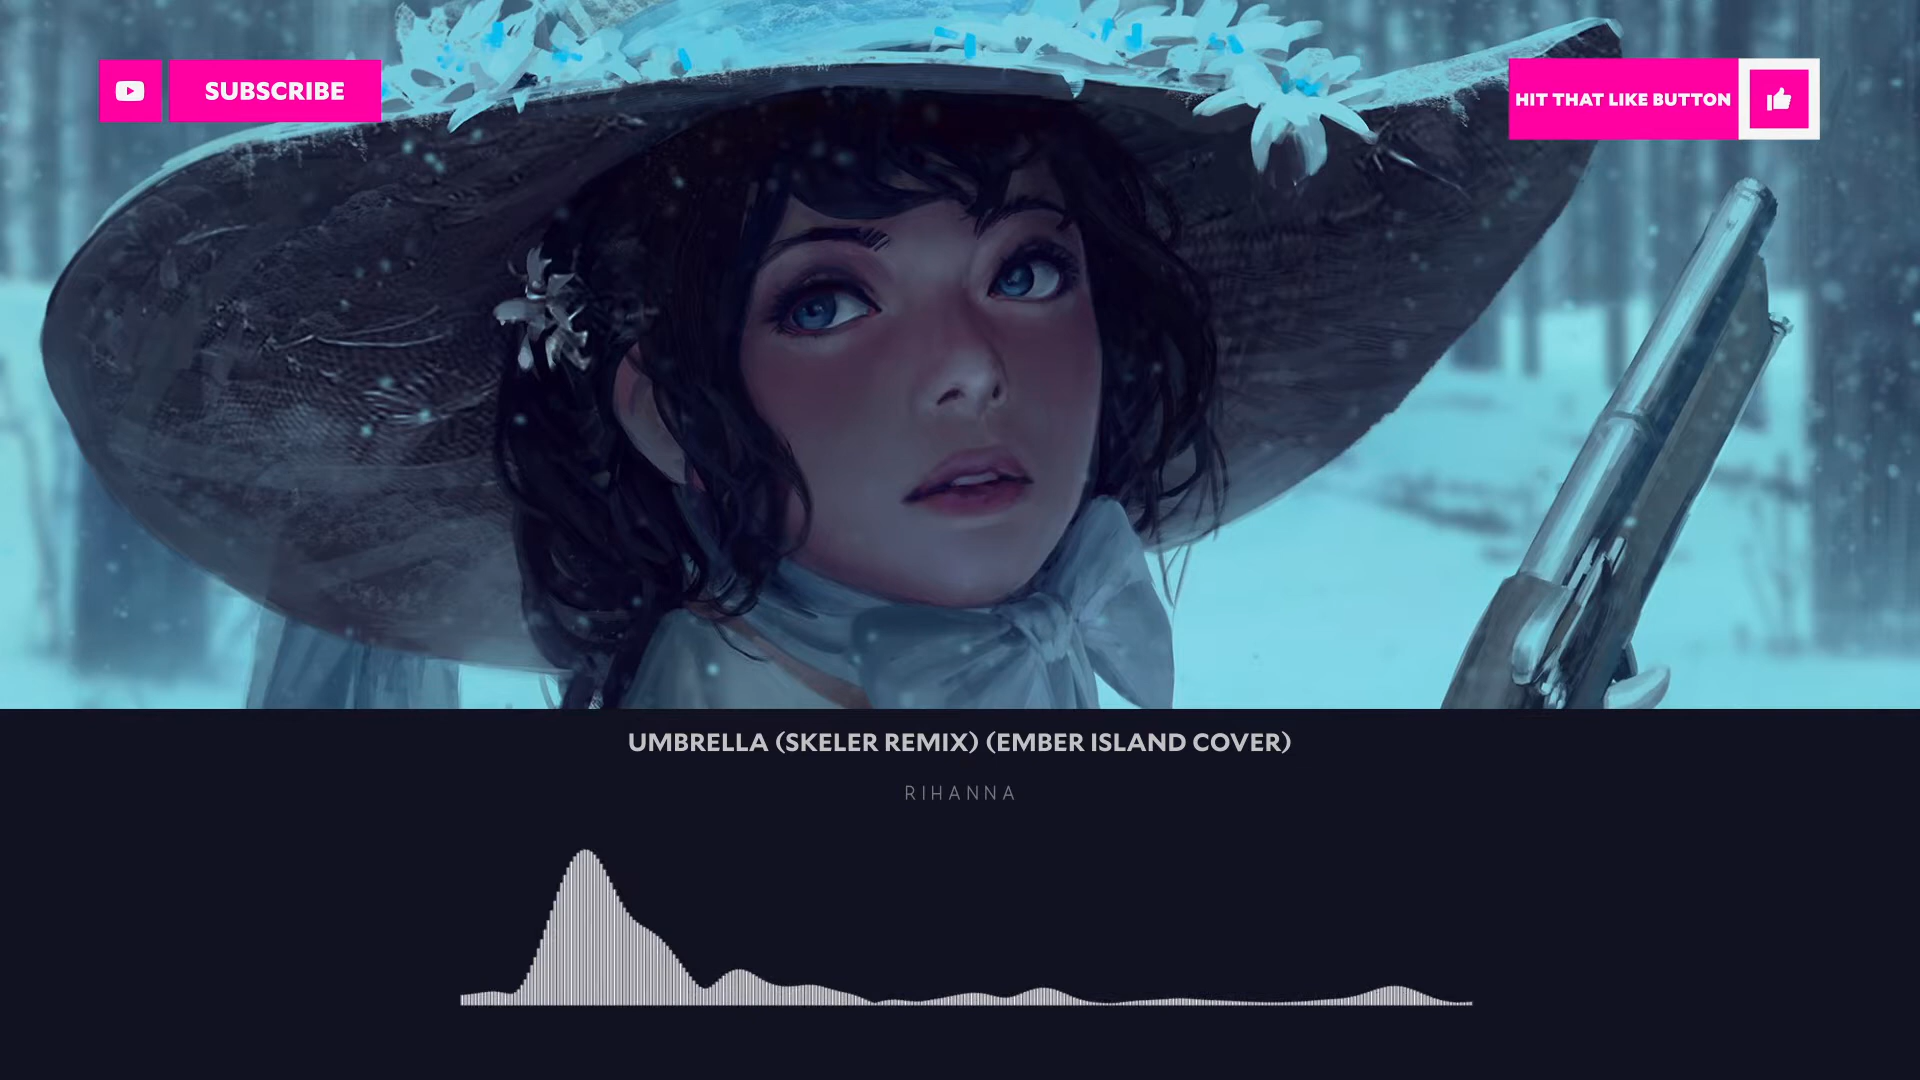 SUBSCRIBE
HIT THAT LIKE BUTTON
UMBRELLA (SKELER REMIX) (EMBER ISLAND COVER)
RIHANNA